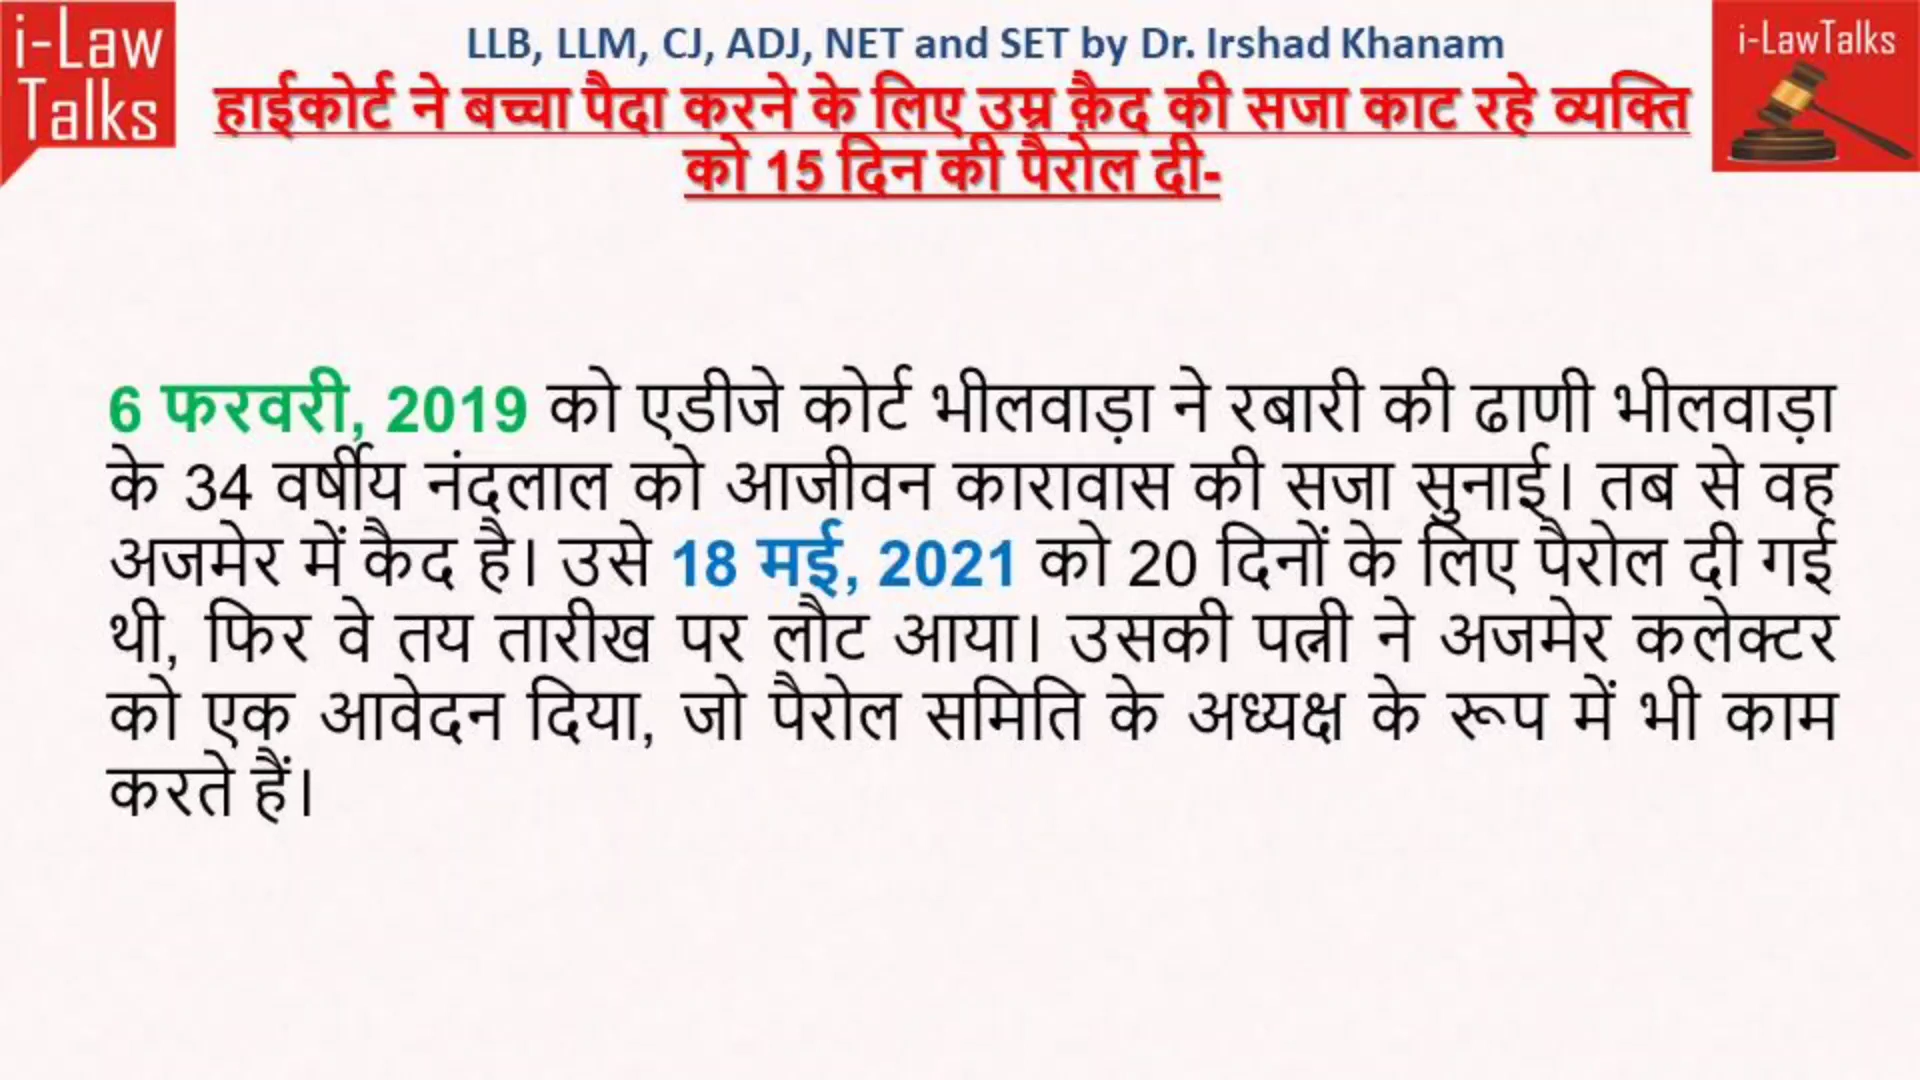 i-Law
Talks
LLB, LLM, CJ, ADJ, NET and SET by Dr. Irshad Khanam
i-LawTalks
हाईकोर्ट ने बच्चा पैदा करने के लिए उम्र क़ैद की सजा काट रहे व्यक्ति
को 15 दिन की पैरोल दी-
6 फरवरी, 2019 को एडीजे कोर्ट भीलवाड़ा ने रबारी की ढाणी भीलवाड़ा
के 34 वर्षीय नंदलाल को आजीवन कारावास की सजा सुनाई। तब से वह
अजमेर में कैद है। उसे 18 मई, 2021 को 20 दिनों के लिए पैरोल दी गई
थी, फिर वे तय तारीख पर लौट आया। उसकी पत्नी ने अजमेर कलेक्टर
को एक आवेदन दिया, जो पैरोल समिति के अध्यक्ष के रूप में भी काम
करते हैं।